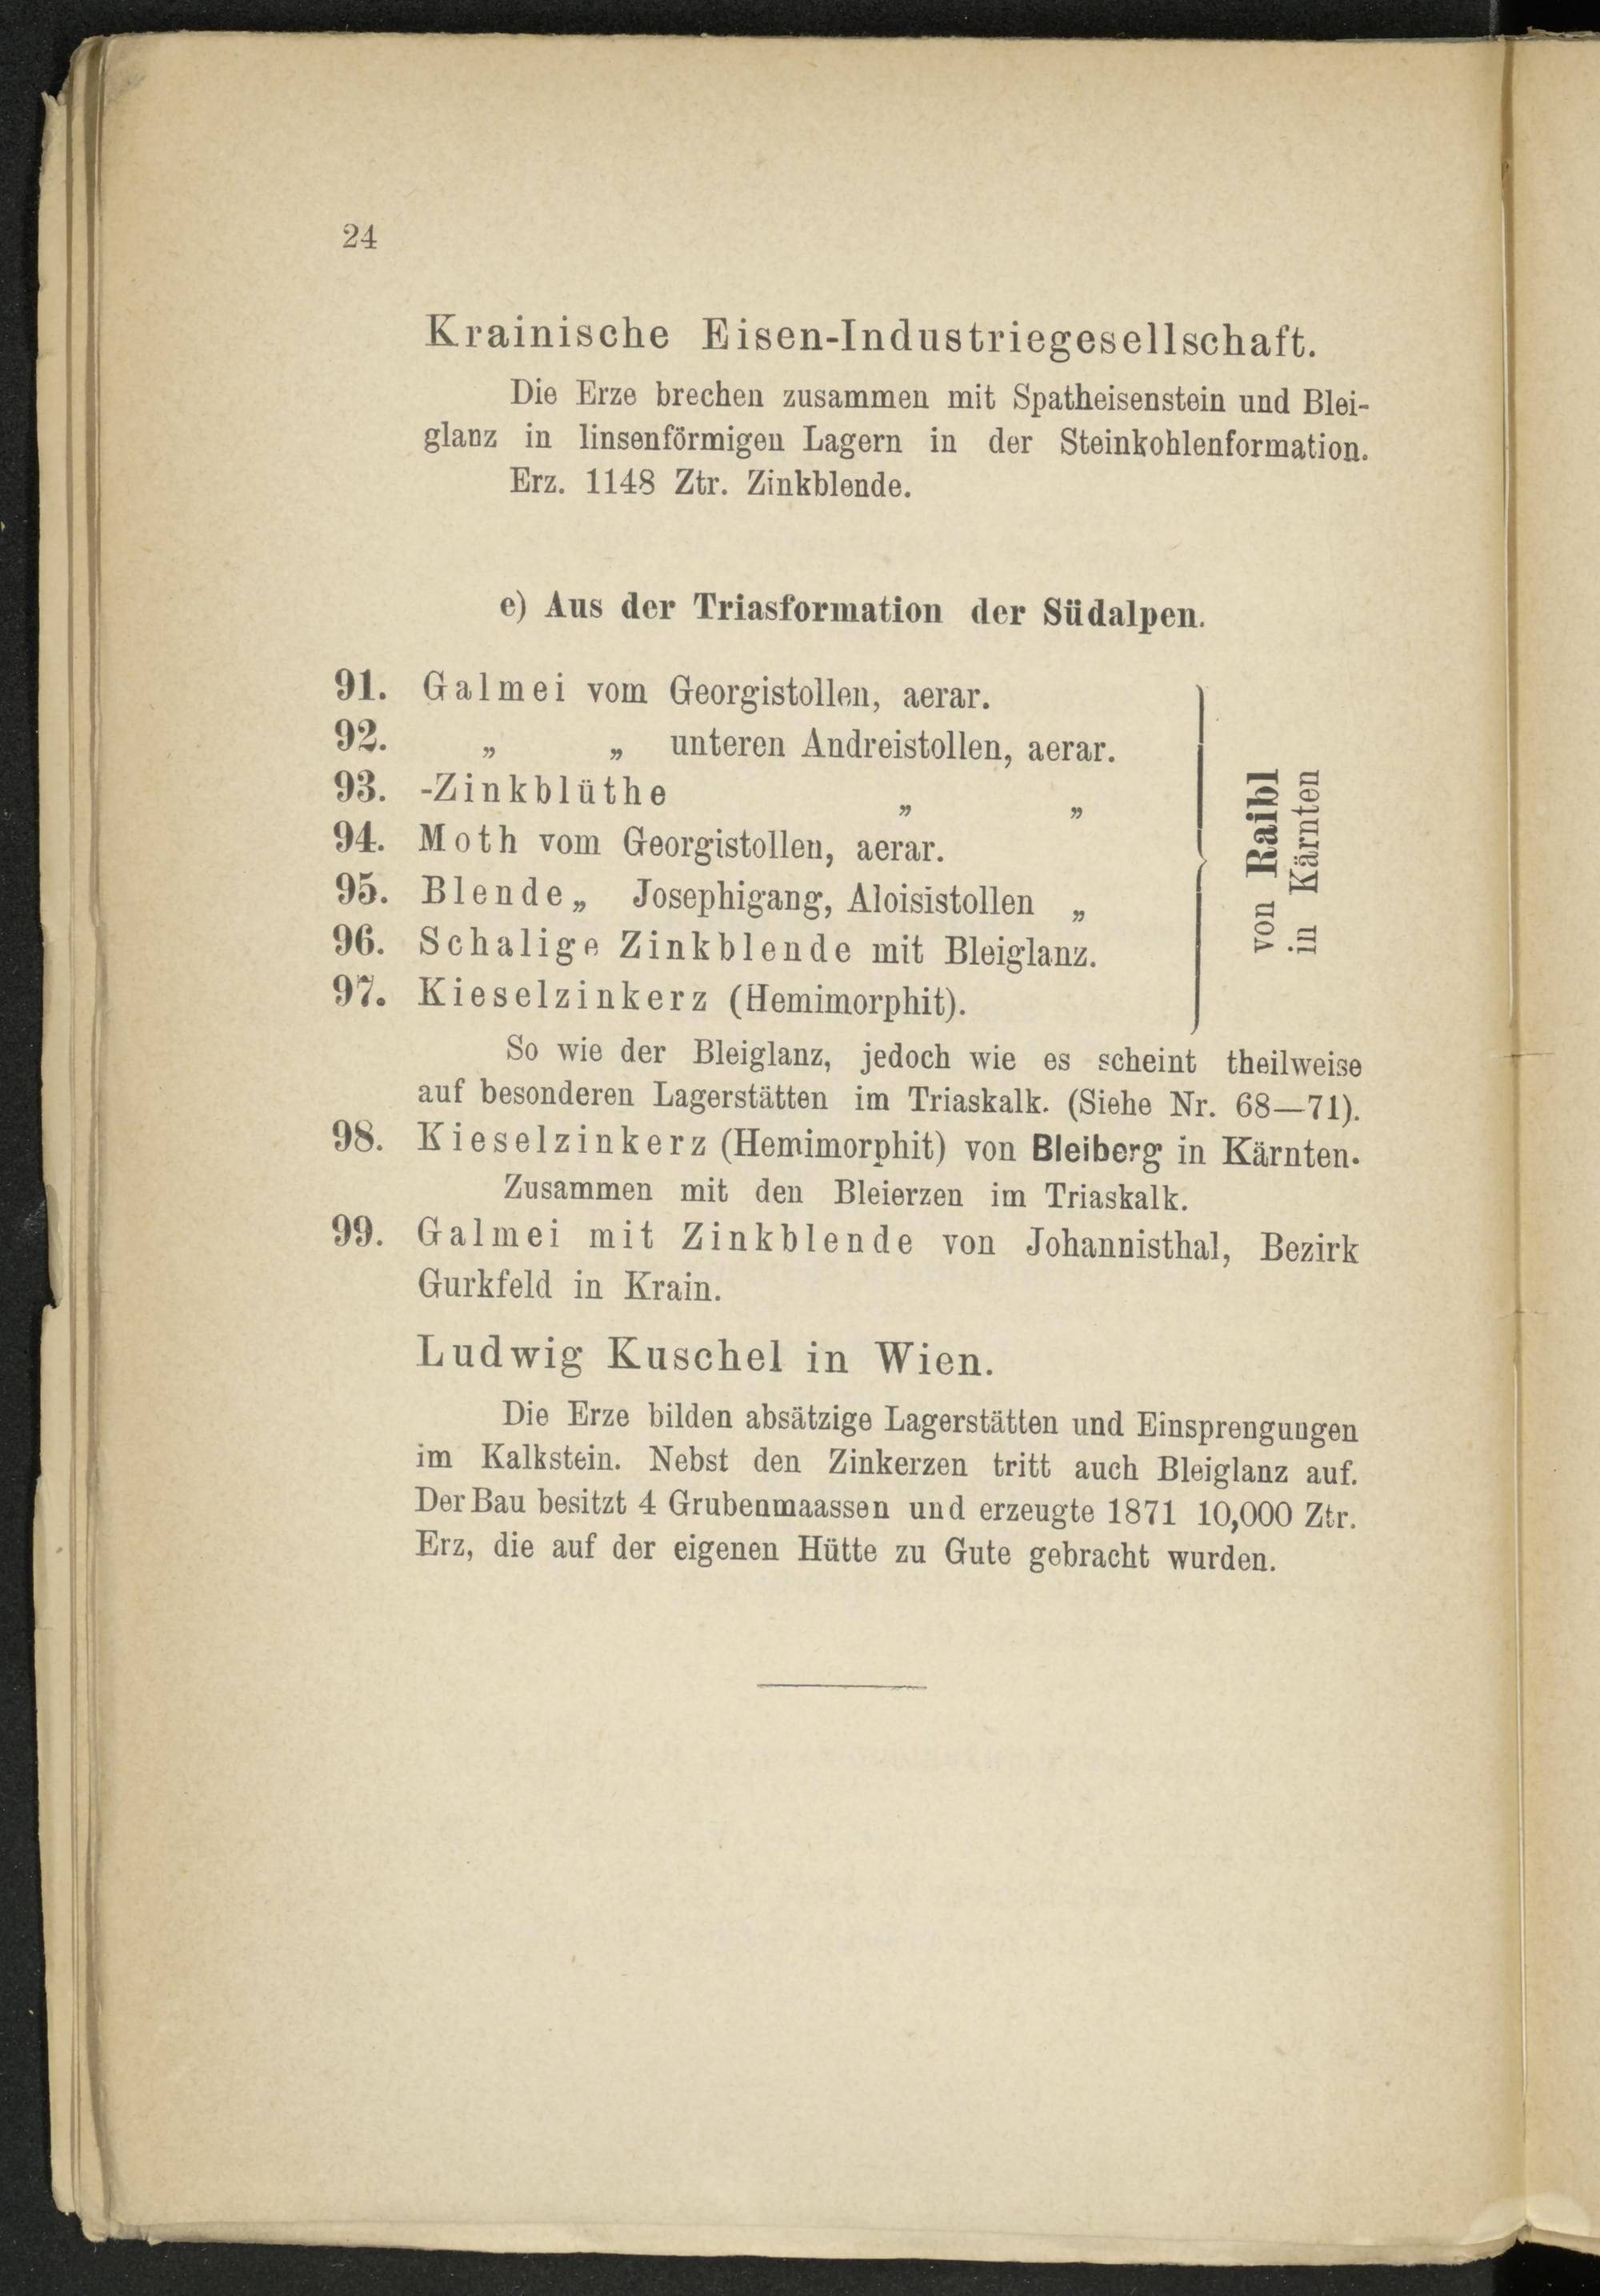 24
Krainische Eisen-Industriegesellschaft.
Die Erze brechen zusammen mit Spatheisenstein und Blei-
glanz in linsenförmigen Lagern in der Steinkohlenformation.
Erz. 1148 Ztr. Zinkblende.
e) Aus der Triasformation der Südalpen.
91. Galmei vom Georgistollen, aerar.
92. „ „ unteren Andreistollen, aerar.
93. -Zinkblüthe „ „
94. Moth vom Georgistollen, aerar.
95. Blende „ Josephigang, Aloisistollen „
96. Schalige Zinkblende mit Bleiglanz.
97. Kieselzinkerz (Hemimorphit).
von Raibl
in Kärnten
So wie der Bleiglanz, jedoch wie es scheint theilweise
auf besonderen Lagerstätten im Triaskalk. (Siehe Nr. 68—71).
98. Kieselzinkerz (Hemimorphit) von Bleiberg in Kärnten.
Zusammen mit den Bleierzen im Triaskalk.
99. Galmei mit Zinkblende von Johannisthal, Bezirk
Gurkfeld in Krain.
Ludwig Kuschel in Wien.
Die Erze bilden absätzige Lagerstätten und Einsprengungen
im Kalkstein. Nebst den Zinkerzen tritt auch Bleiglanz auf.
Der Bau besitzt 4 Grubenmaassen und erzeugte 1871 10,000 Ztr.
Erz, die auf der eigenen Hütte zu Gute gebracht wurden.